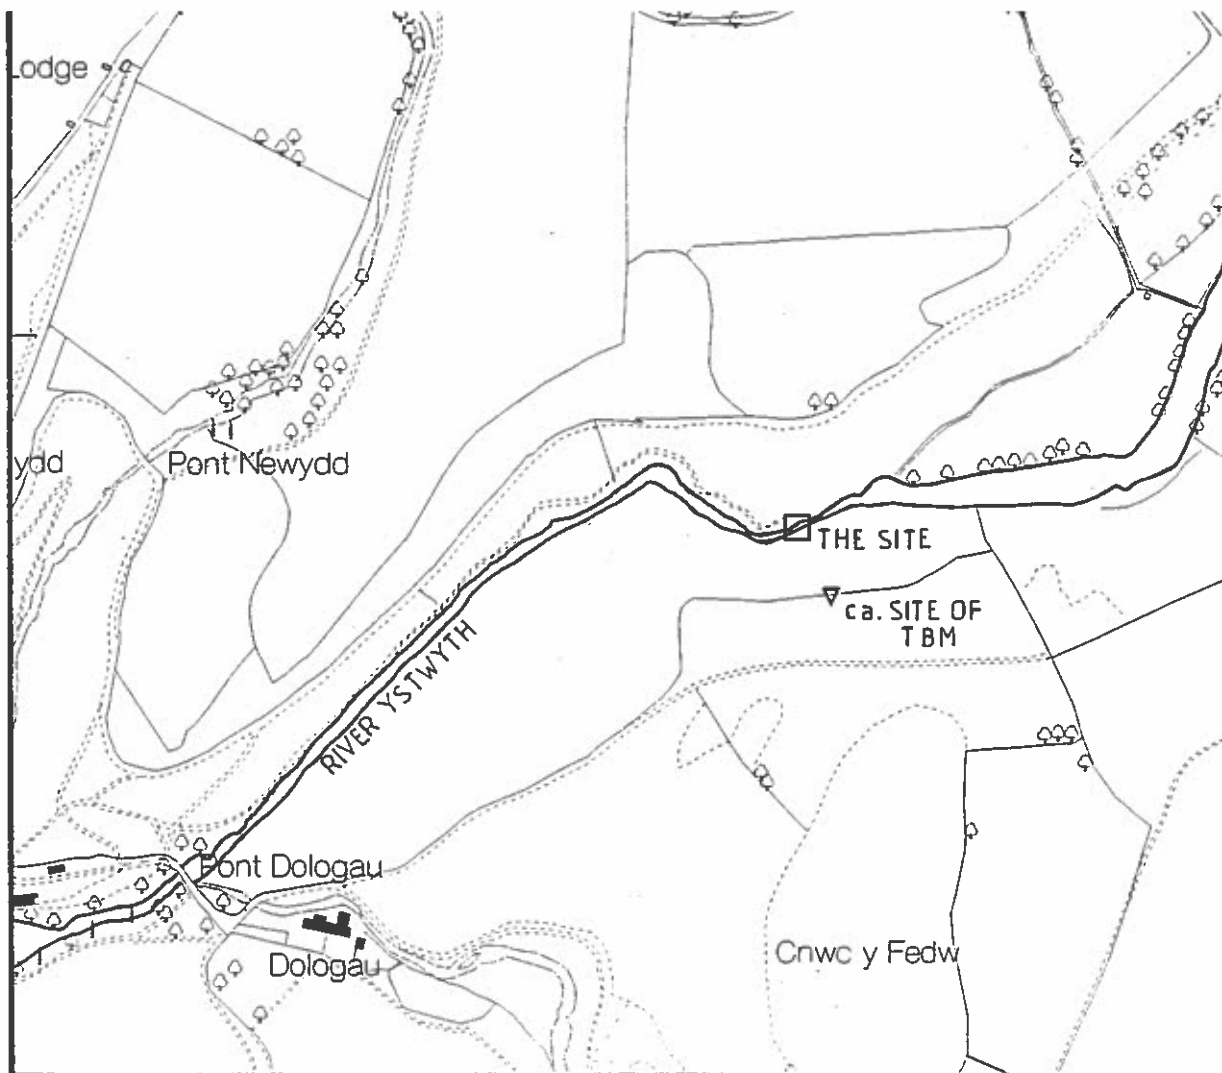 Lodge
ydd
Pont Newydd
THE SITE
ca. SITE OF
TBM
RIVER YSTWYTH
Pont Dologau
Dologau
Cnwc y Fedw